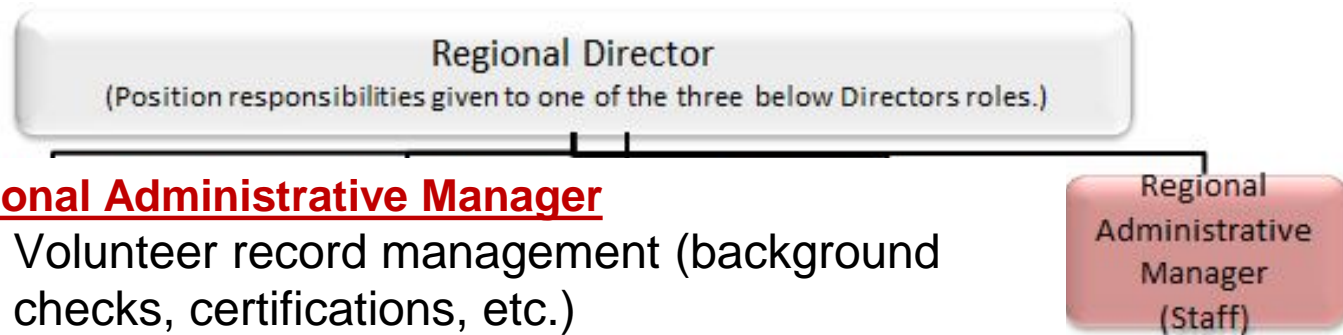 Regional Director
(Position responsibilities given to one of the three below Directors roles.)
onal Administrative Manager
Volunteer record management (background
checks, certifications, etc.)
Regional
Administrative
Manager
(Staff)